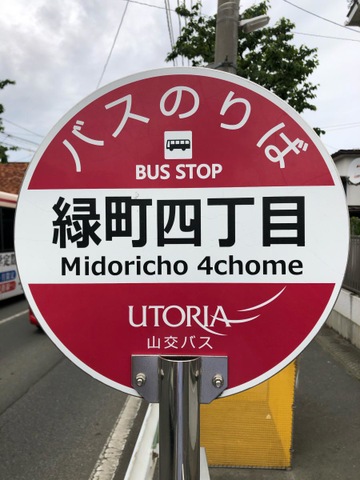 バスのりば
BUS STOP
緑町四丁目
Midoricho 4chome
UTORIA
山交バス